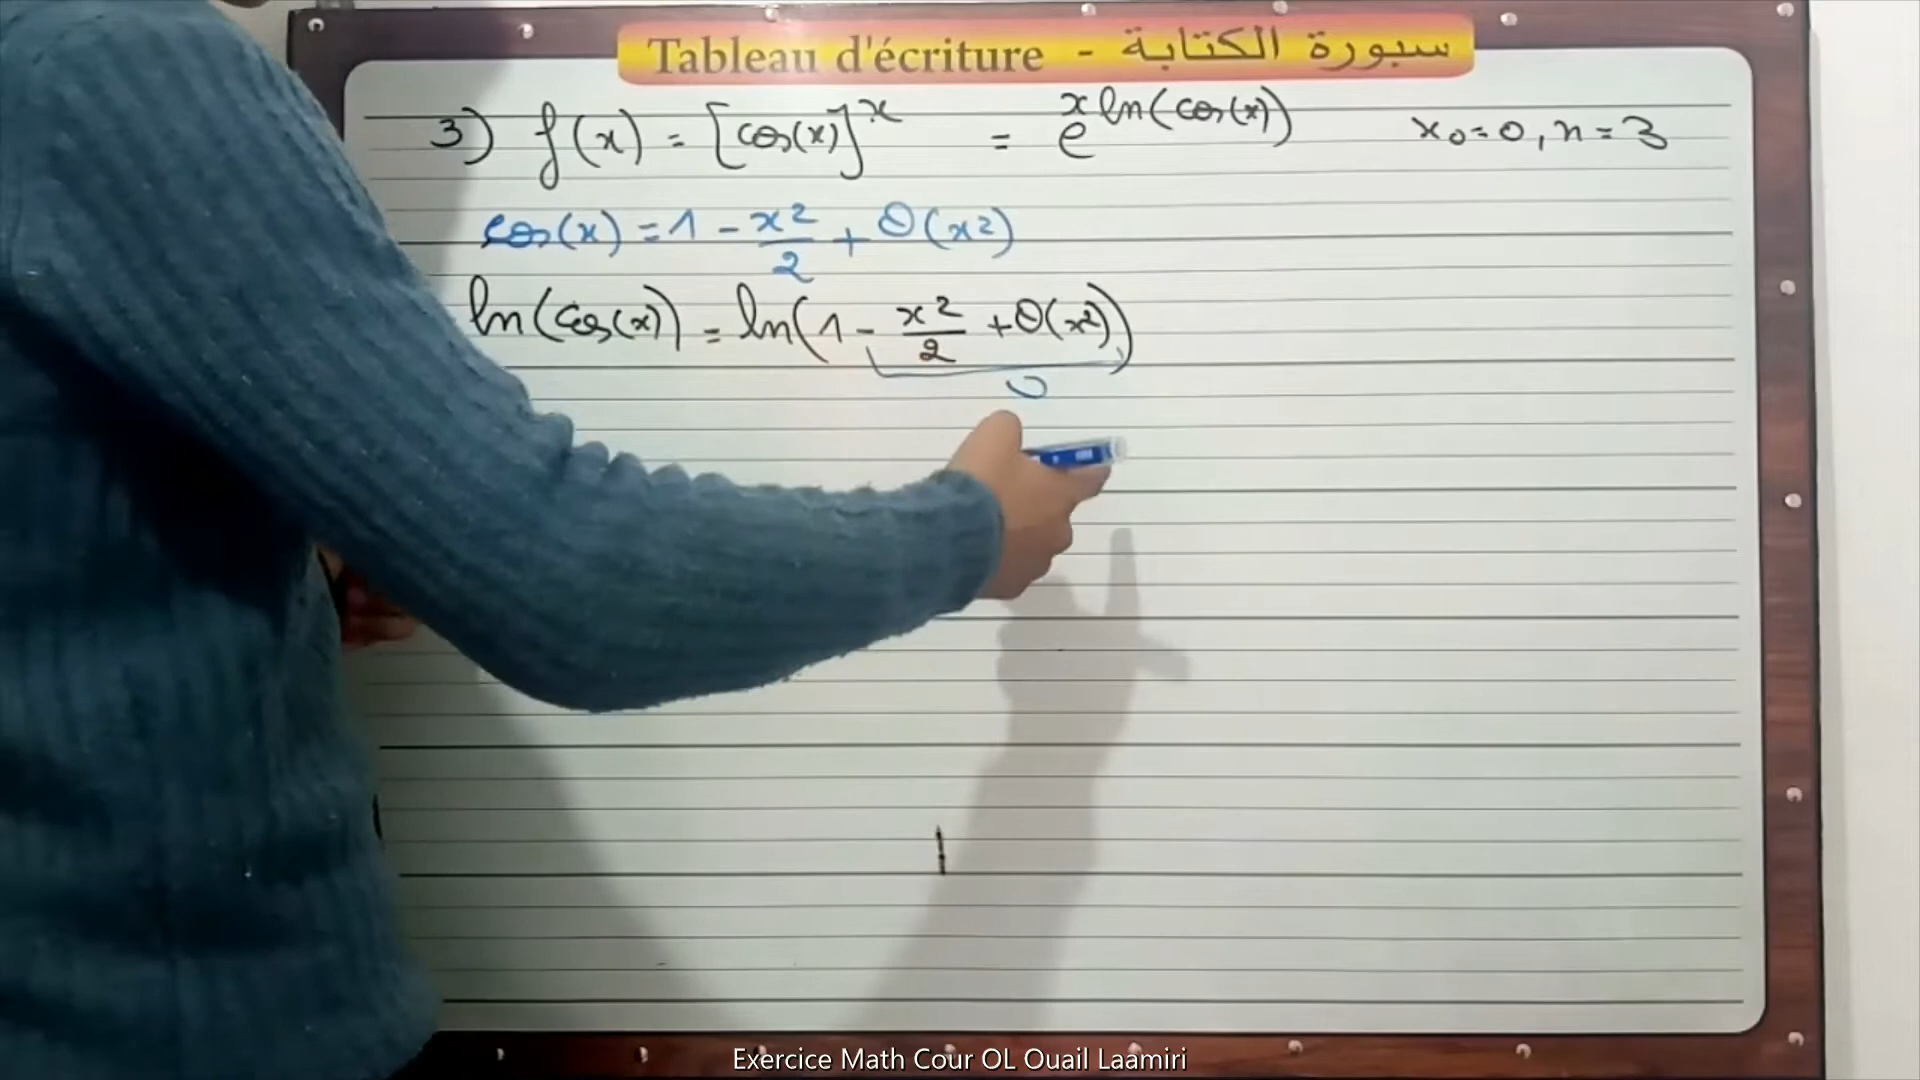 Tableau d'écriture - سبورة الكتابة
3) f(x) = [cos(x)]^x = e^{x ln(cos(x))} x₀=0, n=3
cos(x) = 1 - x²/2 + O(x²)
ln(cos(x)) = ln(1 - x²/2 + O(x²))
U
Exercice Math Cour OL Ouail Laamiri